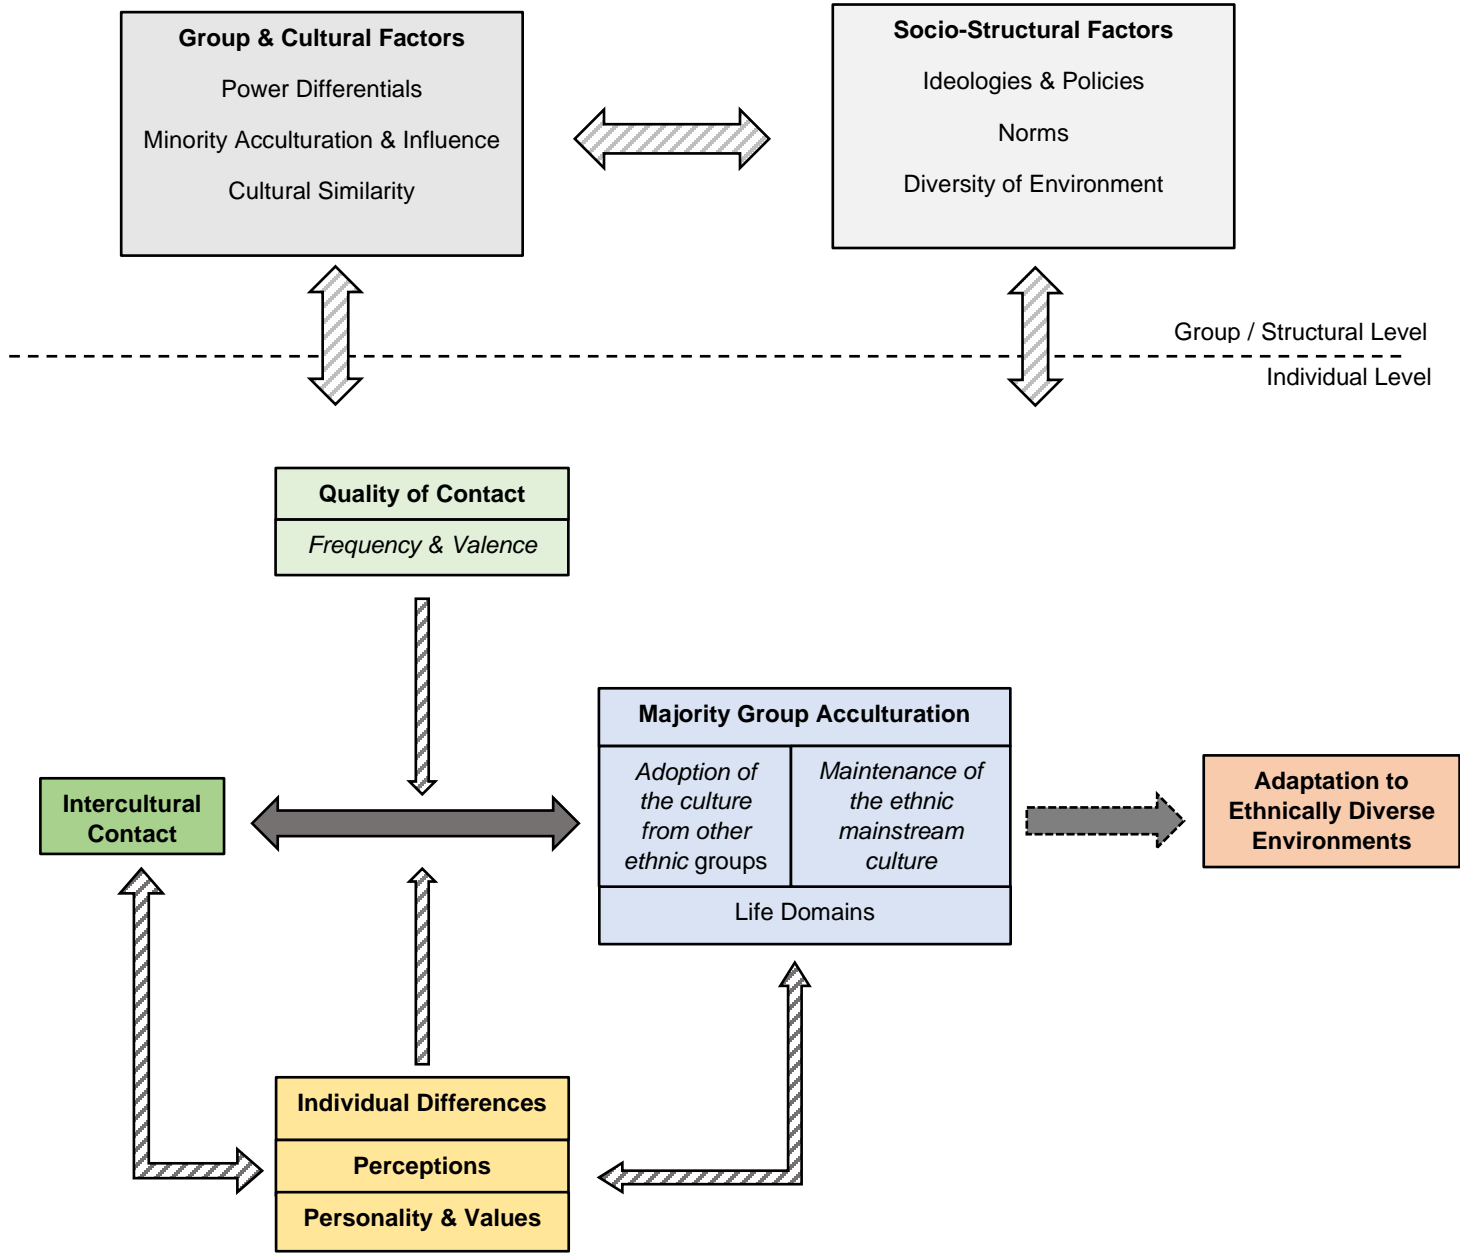 Group & Cultural Factors
Power Differentials
Minority Acculturation & Influence
Cultural Similarity
Socio-Structural Factors
Ideologies & Policies
Norms
Diversity of Environment
Group / Structural Level
Individual Level
Quality of Contact
Frequency & Valence
Intercultural
Contact
Majority Group Acculturation
Adoption of
the culture
from other
ethnic groups
Maintenance of
the ethnic
mainstream
culture
Life Domains
Adaptation to
Ethnically Diverse
Environments
Individual Differences
Perceptions
Personality & Values